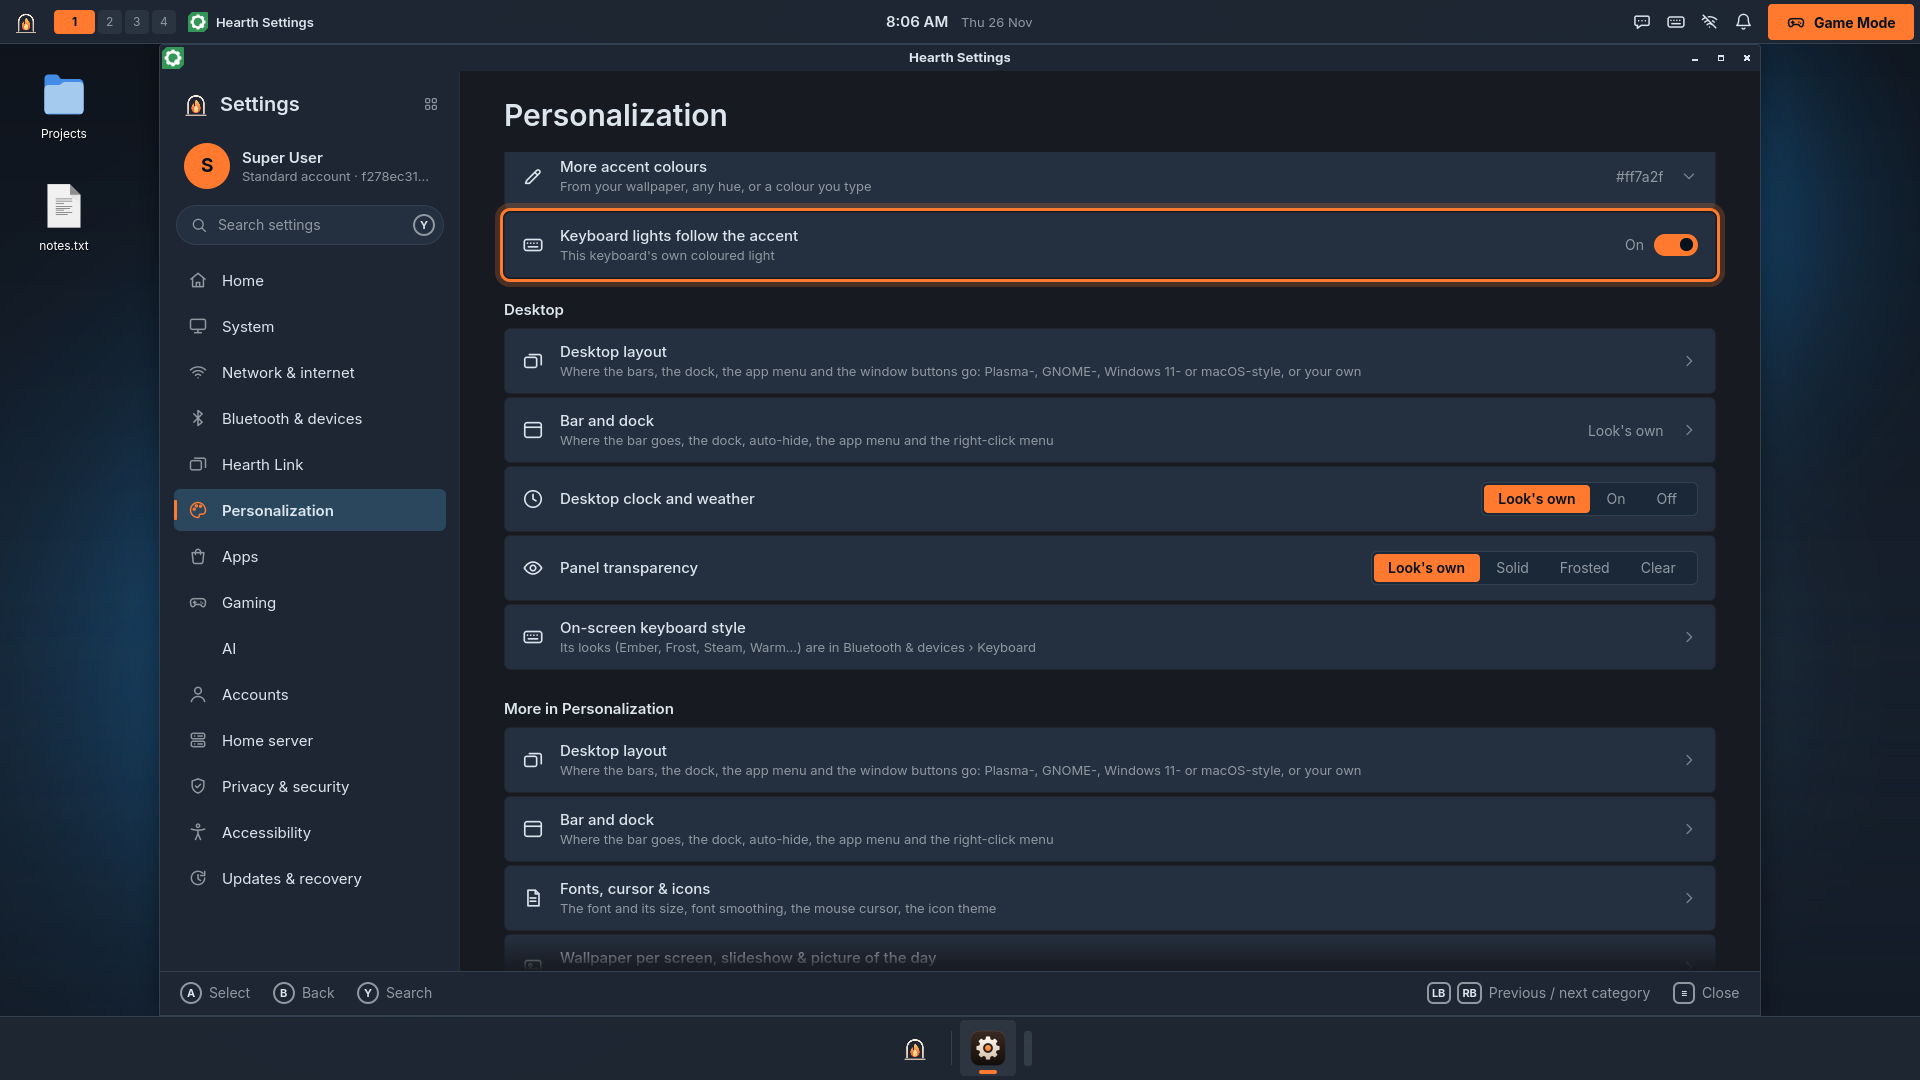 1 2 3 4 Hearth Settings
8:06 AM Thu 26 Nov
Game Mode
Hearth Settings
Projects
notes.txt
Settings
S
Super User
Standard account · f278ec31...
Search settings Y
Home
System
Network & internet
Bluetooth & devices
Hearth Link
Personalization
Apps
Gaming
AI
Accounts
Home server
Privacy & security
Accessibility
Updates & recovery
Personalization
More accent colours
From your wallpaper, any hue, or a colour you type
#ff7a2f
Keyboard lights follow the accent
This keyboard's own coloured light
On
Desktop
Desktop layout
Where the bars, the dock, the app menu and the window buttons go: Plasma-, GNOME-, Windows 11- or macOS-style, or your own
Bar and dock
Where the bar goes, the dock, auto-hide, the app menu and the right-click menu
Look's own
Desktop clock and weather
Look's own On Off
Panel transparency
Look's own Solid Frosted Clear
On-screen keyboard style
Its looks (Ember, Frost, Steam, Warm...) are in Bluetooth & devices › Keyboard
More in Personalization
Desktop layout
Where the bars, the dock, the app menu and the window buttons go: Plasma-, GNOME-, Windows 11- or macOS-style, or your own
Bar and dock
Where the bar goes, the dock, auto-hide, the app menu and the right-click menu
Fonts, cursor & icons
The font and its size, font smoothing, the mouse cursor, the icon theme
Wallpaper per screen, slideshow & picture of the day
A Select B Back Y Search
LB RB Previous / next category Close